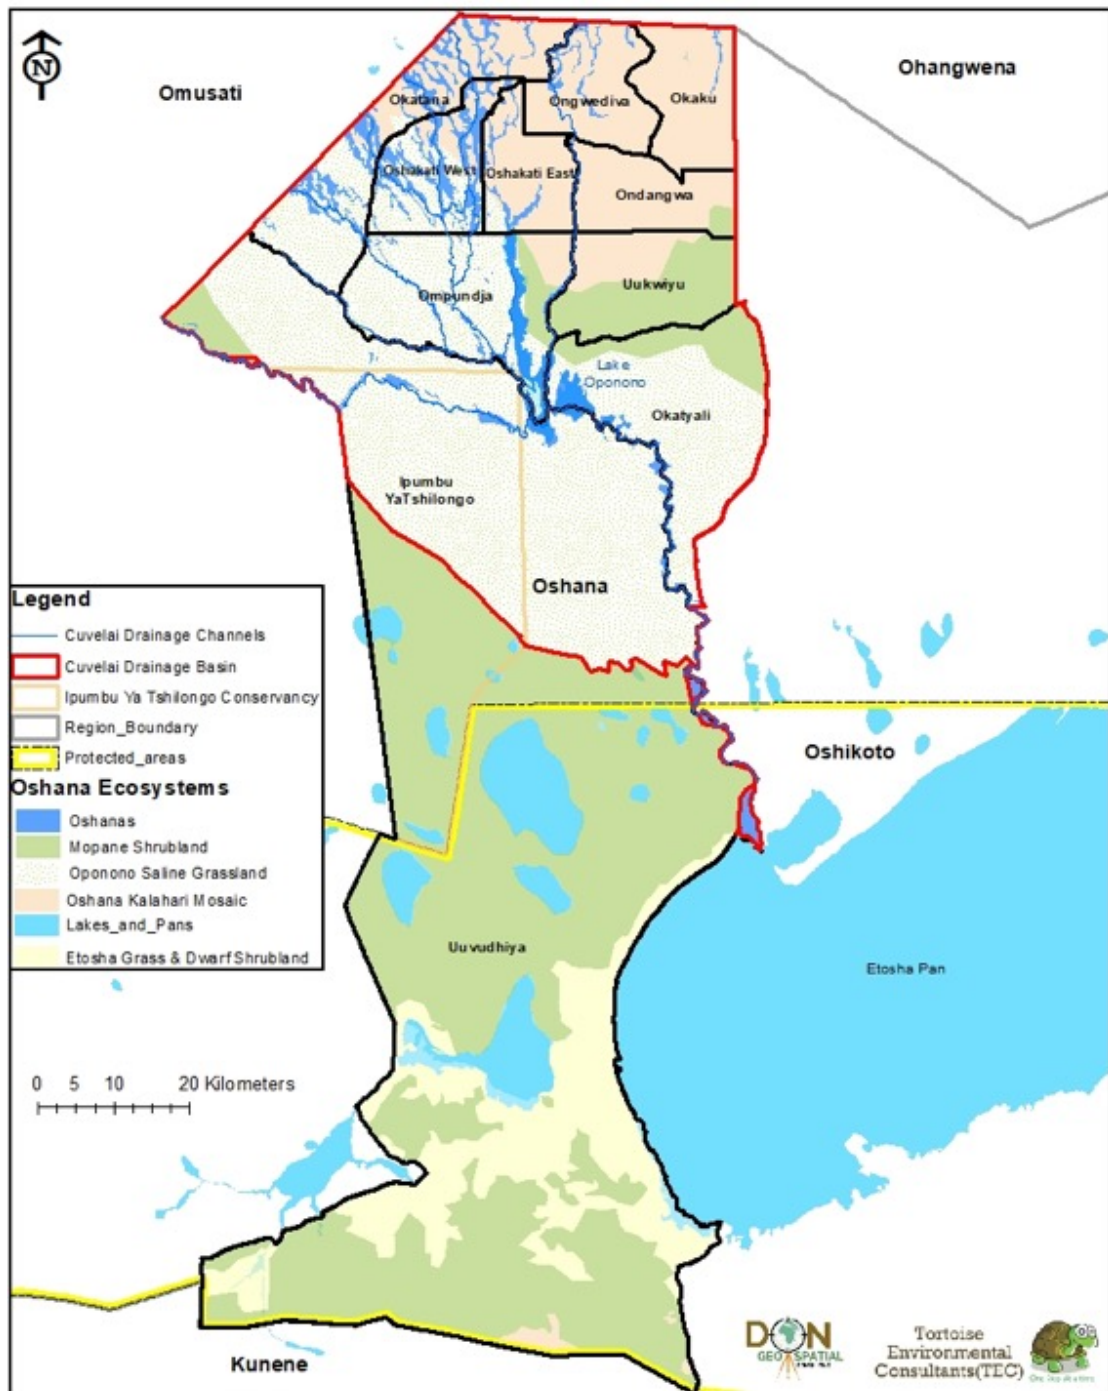 N
Omusati
Ohangwena
Okatana
Ongwediva
Okaku
Oshakati West
Oshakati East
Ondangwa
Uukwiyu
Ompundja
Lake
Oponono
Okatyali
Ipumbu
YaTshilongo
Oshana
Legend
Cuvelai Drainage Channels
Cuvelai Drainage Basin
Ipumbu Ya Tshilongo Conservancy
Region_Boundary
Protected_areas
Oshana Ecosystems
Oshanas
Mopane Shrubland
Oponono Saline Grassland
Oshana Kalahari Mosaic
Lakes_and_Pans
Etosha Grass & Dwarf Shrubland
Oshikoto
Uuvudhiya
Etosha Pan
0 5 10 20 Kilometers
Kunene
DON
GEO SPATIAL
Tortoise
Environmental
Consultants(TEC)